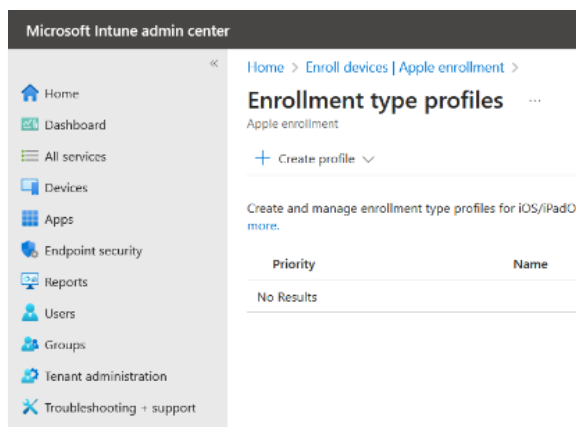 Microsoft Intune admin center
«
Home > Enroll devices | Apple enrollment >
Home
Enrollment type profiles ...
Dashboard
Apple enrollment
All services
+ Create profile
Devices
Apps
Create and manage enrollment type profiles for iOS/iPadO
more.
Endpoint security
Priority Name
Reports
No Results
Users
Groups
Tenant administration
Troubleshooting + support